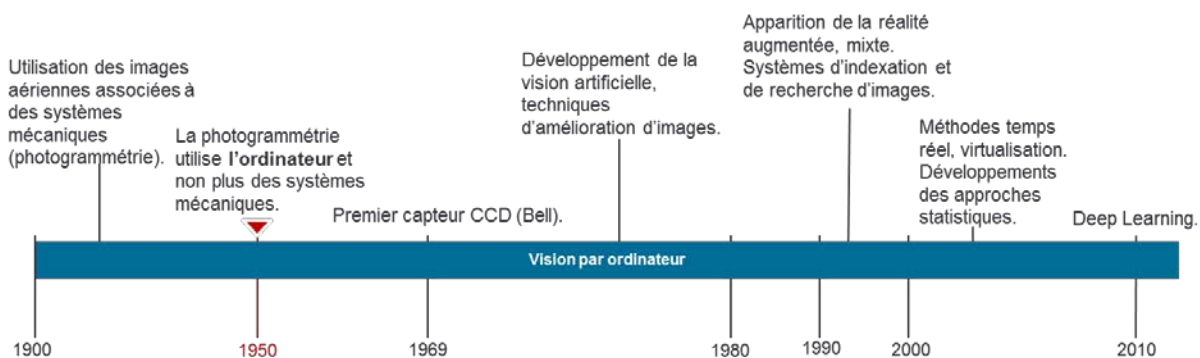 Utilisation des images
aériennes associées à
des systèmes
mécaniques
(photogrammétrie).
La photogrammétrie
utilise l'ordinateur et
non plus des systèmes
mécaniques.
Premier capteur CCD (Bell).
Développement de la
vision artificielle,
techniques
d'amélioration d'images.
Apparition de la réalité
augmentée, mixte.
Systèmes d'indexation et
de recherche d'images.
Méthodes temps
réel, virtualisation.
Développements
des approches
statistiques.
Deep Learning.
Vision par ordinateur
1900
1950
1969
1980
1990
2000
2010